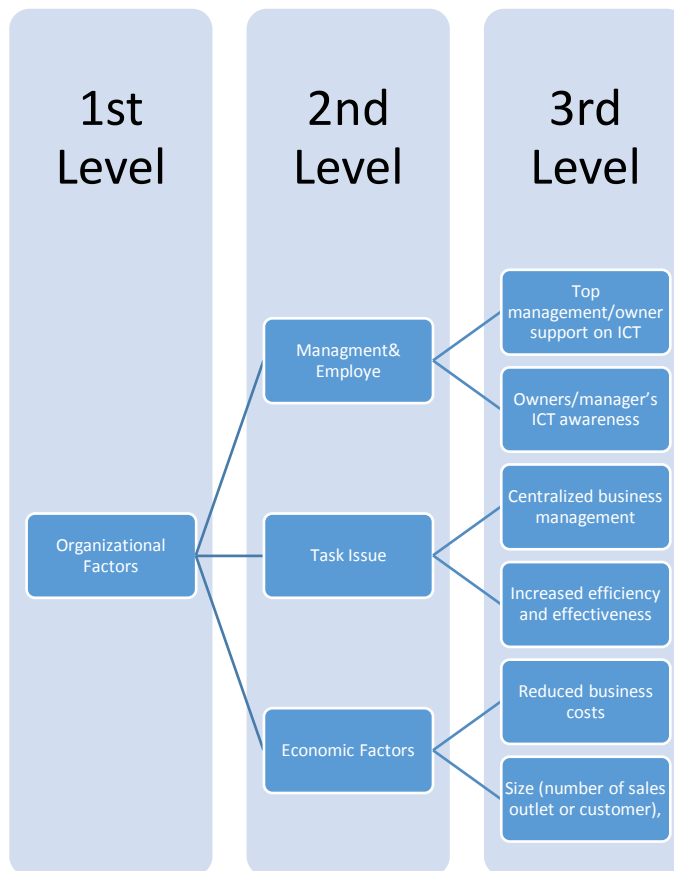 1st
Level
2nd
Level
3rd
Level
Organizational
Factors
Managment&
Employe
Task Issue
Economic Factors
Top
management/owner
support on ICT
Owners/manager’s
ICT awareness
Centralized business
management
Increased efficiency
and effectiveness
Reduced business
costs
Size (number of sales
outlet or customer),